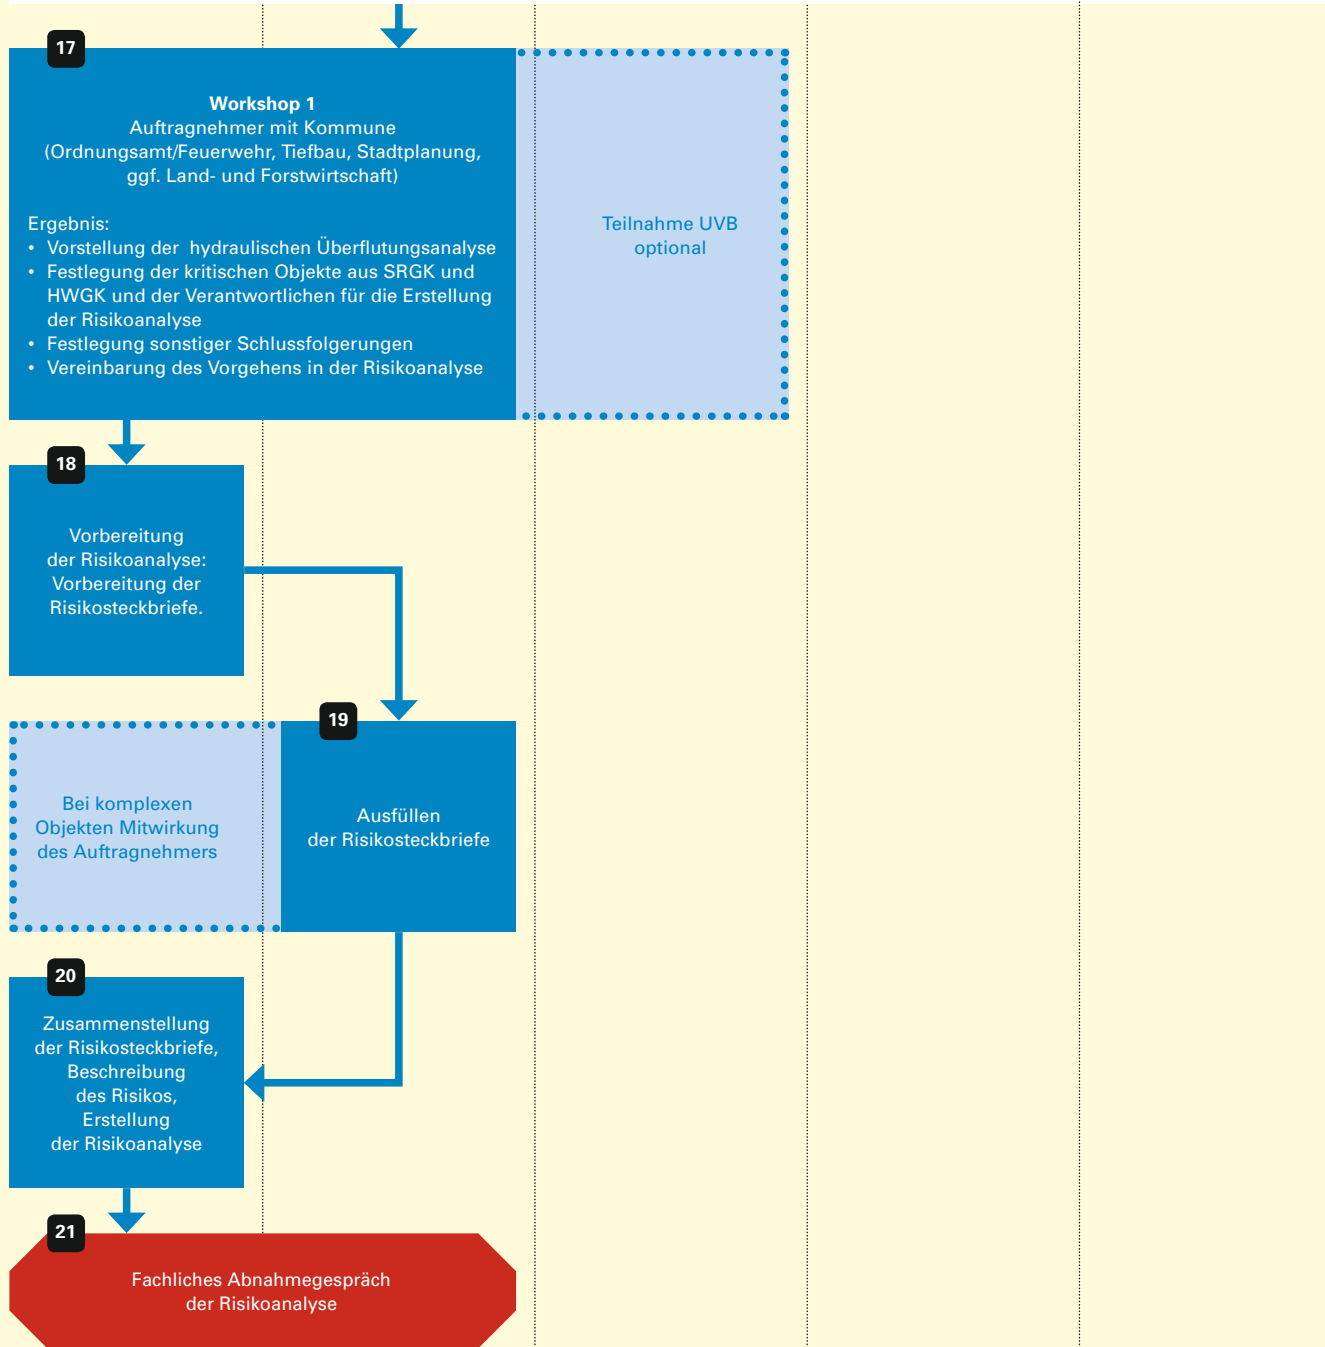 17
Workshop 1
Auftragnehmer mit Kommune
(Ordnungsamt/Feuerwehr, Tiefbau, Stadtplanung,
ggf. Land- und Forstwirtschaft)
Ergebnis:
• Vorstellung der hydraulischen Überflutungsanalyse
• Festlegung der kritischen Objekte aus SRGK und
HWGK und der Verantwortlichen für die Erstellung
der Risikoanalyse
• Festlegung sonstiger Schlussfolgerungen
• Vereinbarung des Vorgehens in der Risikoanalyse
Teilnahme UVB
optional
18
Vorbereitung
der Risikoanalyse:
Vorbereitung der
Risikosteckbriefe.
19
Bei komplexen
Objekten Mitwirkung
des Auftragnehmers
Ausfüllen
der Risikosteckbriefe
20
Zusammenstellung
der Risikosteckbriefe,
Beschreibung
des Risikos,
Erstellung
der Risikoanalyse
21
Fachliches Abnahmegespräch
der Risikoanalyse